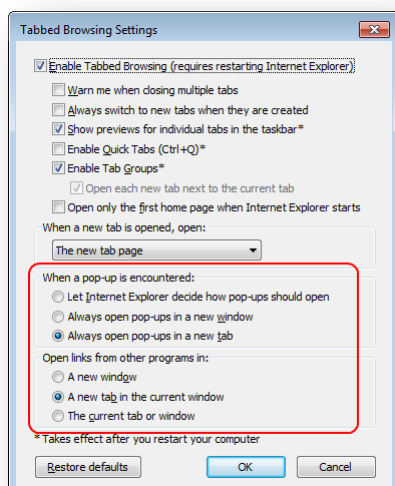 Tabbed Browsing Settings
Enable Tabbed Browsing (requires restarting Internet Explorer)
Warn me when closing multiple tabs
Always switch to new tabs when they are created
Show previews for individual tabs in the taskbar*
Enable Quick Tabs (Ctrl+Q)*
Enable Tab Groups*
Open each new tab next to the current tab
Open only the first home page when Internet Explorer starts
When a new tab is opened, open:
The new tab page
When a pop-up is encountered:
Let Internet Explorer decide how pop-ups should open
Always open pop-ups in a new window
Always open pop-ups in a new tab
Open links from other programs in:
A new window
A new tab in the current window
The current tab or window
* Takes effect after you restart your computer
Restore defaults OK Cancel